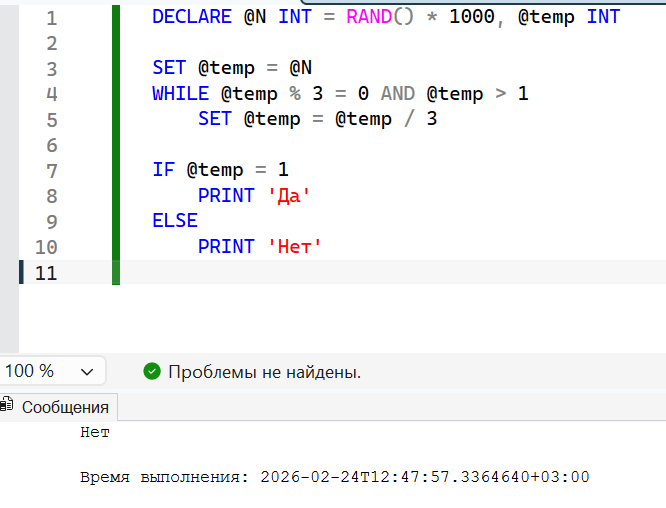 1 DECLARE @N INT = RAND() * 1000, @temp INT
2
3 SET @temp = @N
4 WHILE @temp % 3 = 0 AND @temp > 1
5 SET @temp = @temp / 3
6
7 IF @temp = 1
8 PRINT 'Да'
9 ELSE
10 PRINT 'Нет'
11
100 % Проблемы не найдены.
Сообщения
Нет
Время выполнения: 2026-02-24T12:47:57.3364640+03:00